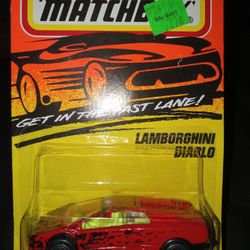 MATCHBOX
WAL-MART
GET IN THE FAST LANE!
LAMBORGHINI
DIABLO